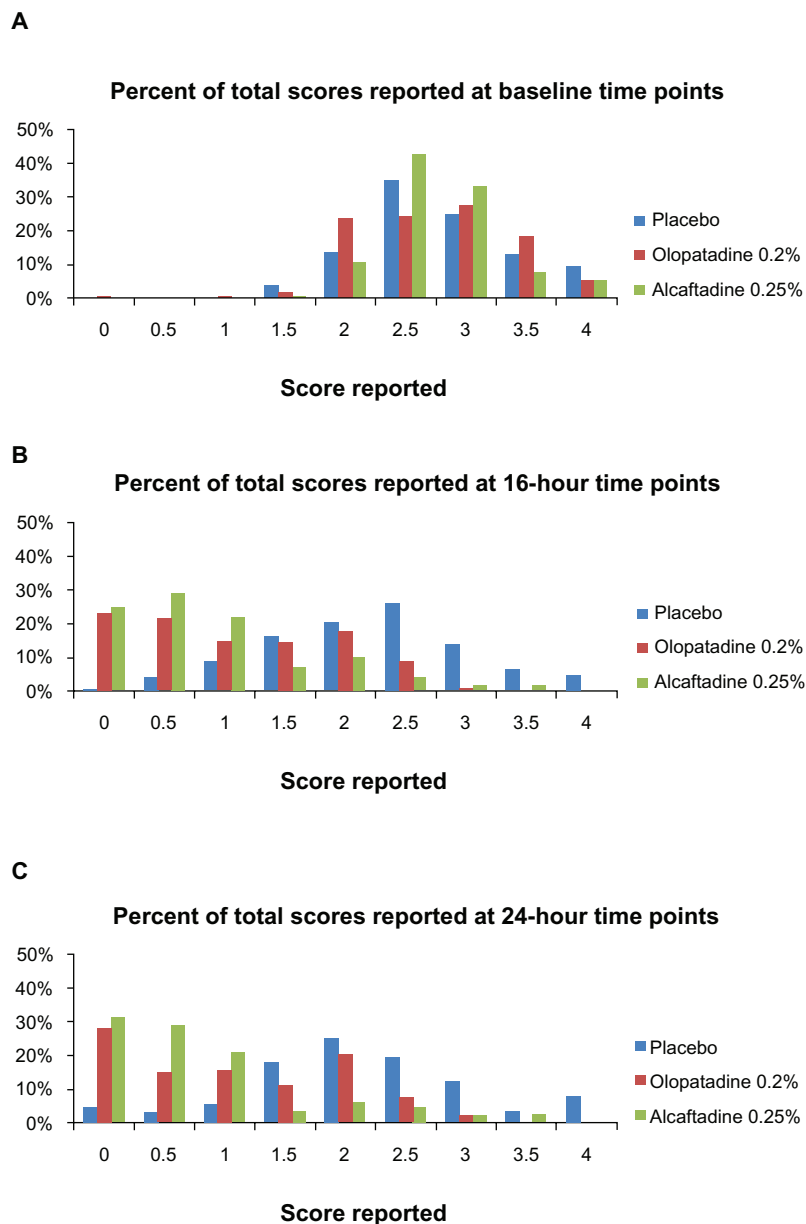 A
Percent of total scores reported at baseline time points
50%
40%
30%
20%
10%
0%
0 0.5 1 1.5 2 2.5 3 3.5 4
Score reported
Placebo
Olopatadine 0.2%
Alcaftadine 0.25%
B
Percent of total scores reported at 16-hour time points
50%
40%
30%
20%
10%
0%
0 0.5 1 1.5 2 2.5 3 3.5 4
Score reported
Placebo
Olopatadine 0.2%
Alcaftadine 0.25%
C
Percent of total scores reported at 24-hour time points
50%
40%
30%
20%
10%
0%
0 0.5 1 1.5 2 2.5 3 3.5 4
Score reported
Placebo
Olopatadine 0.2%
Alcaftadine 0.25%